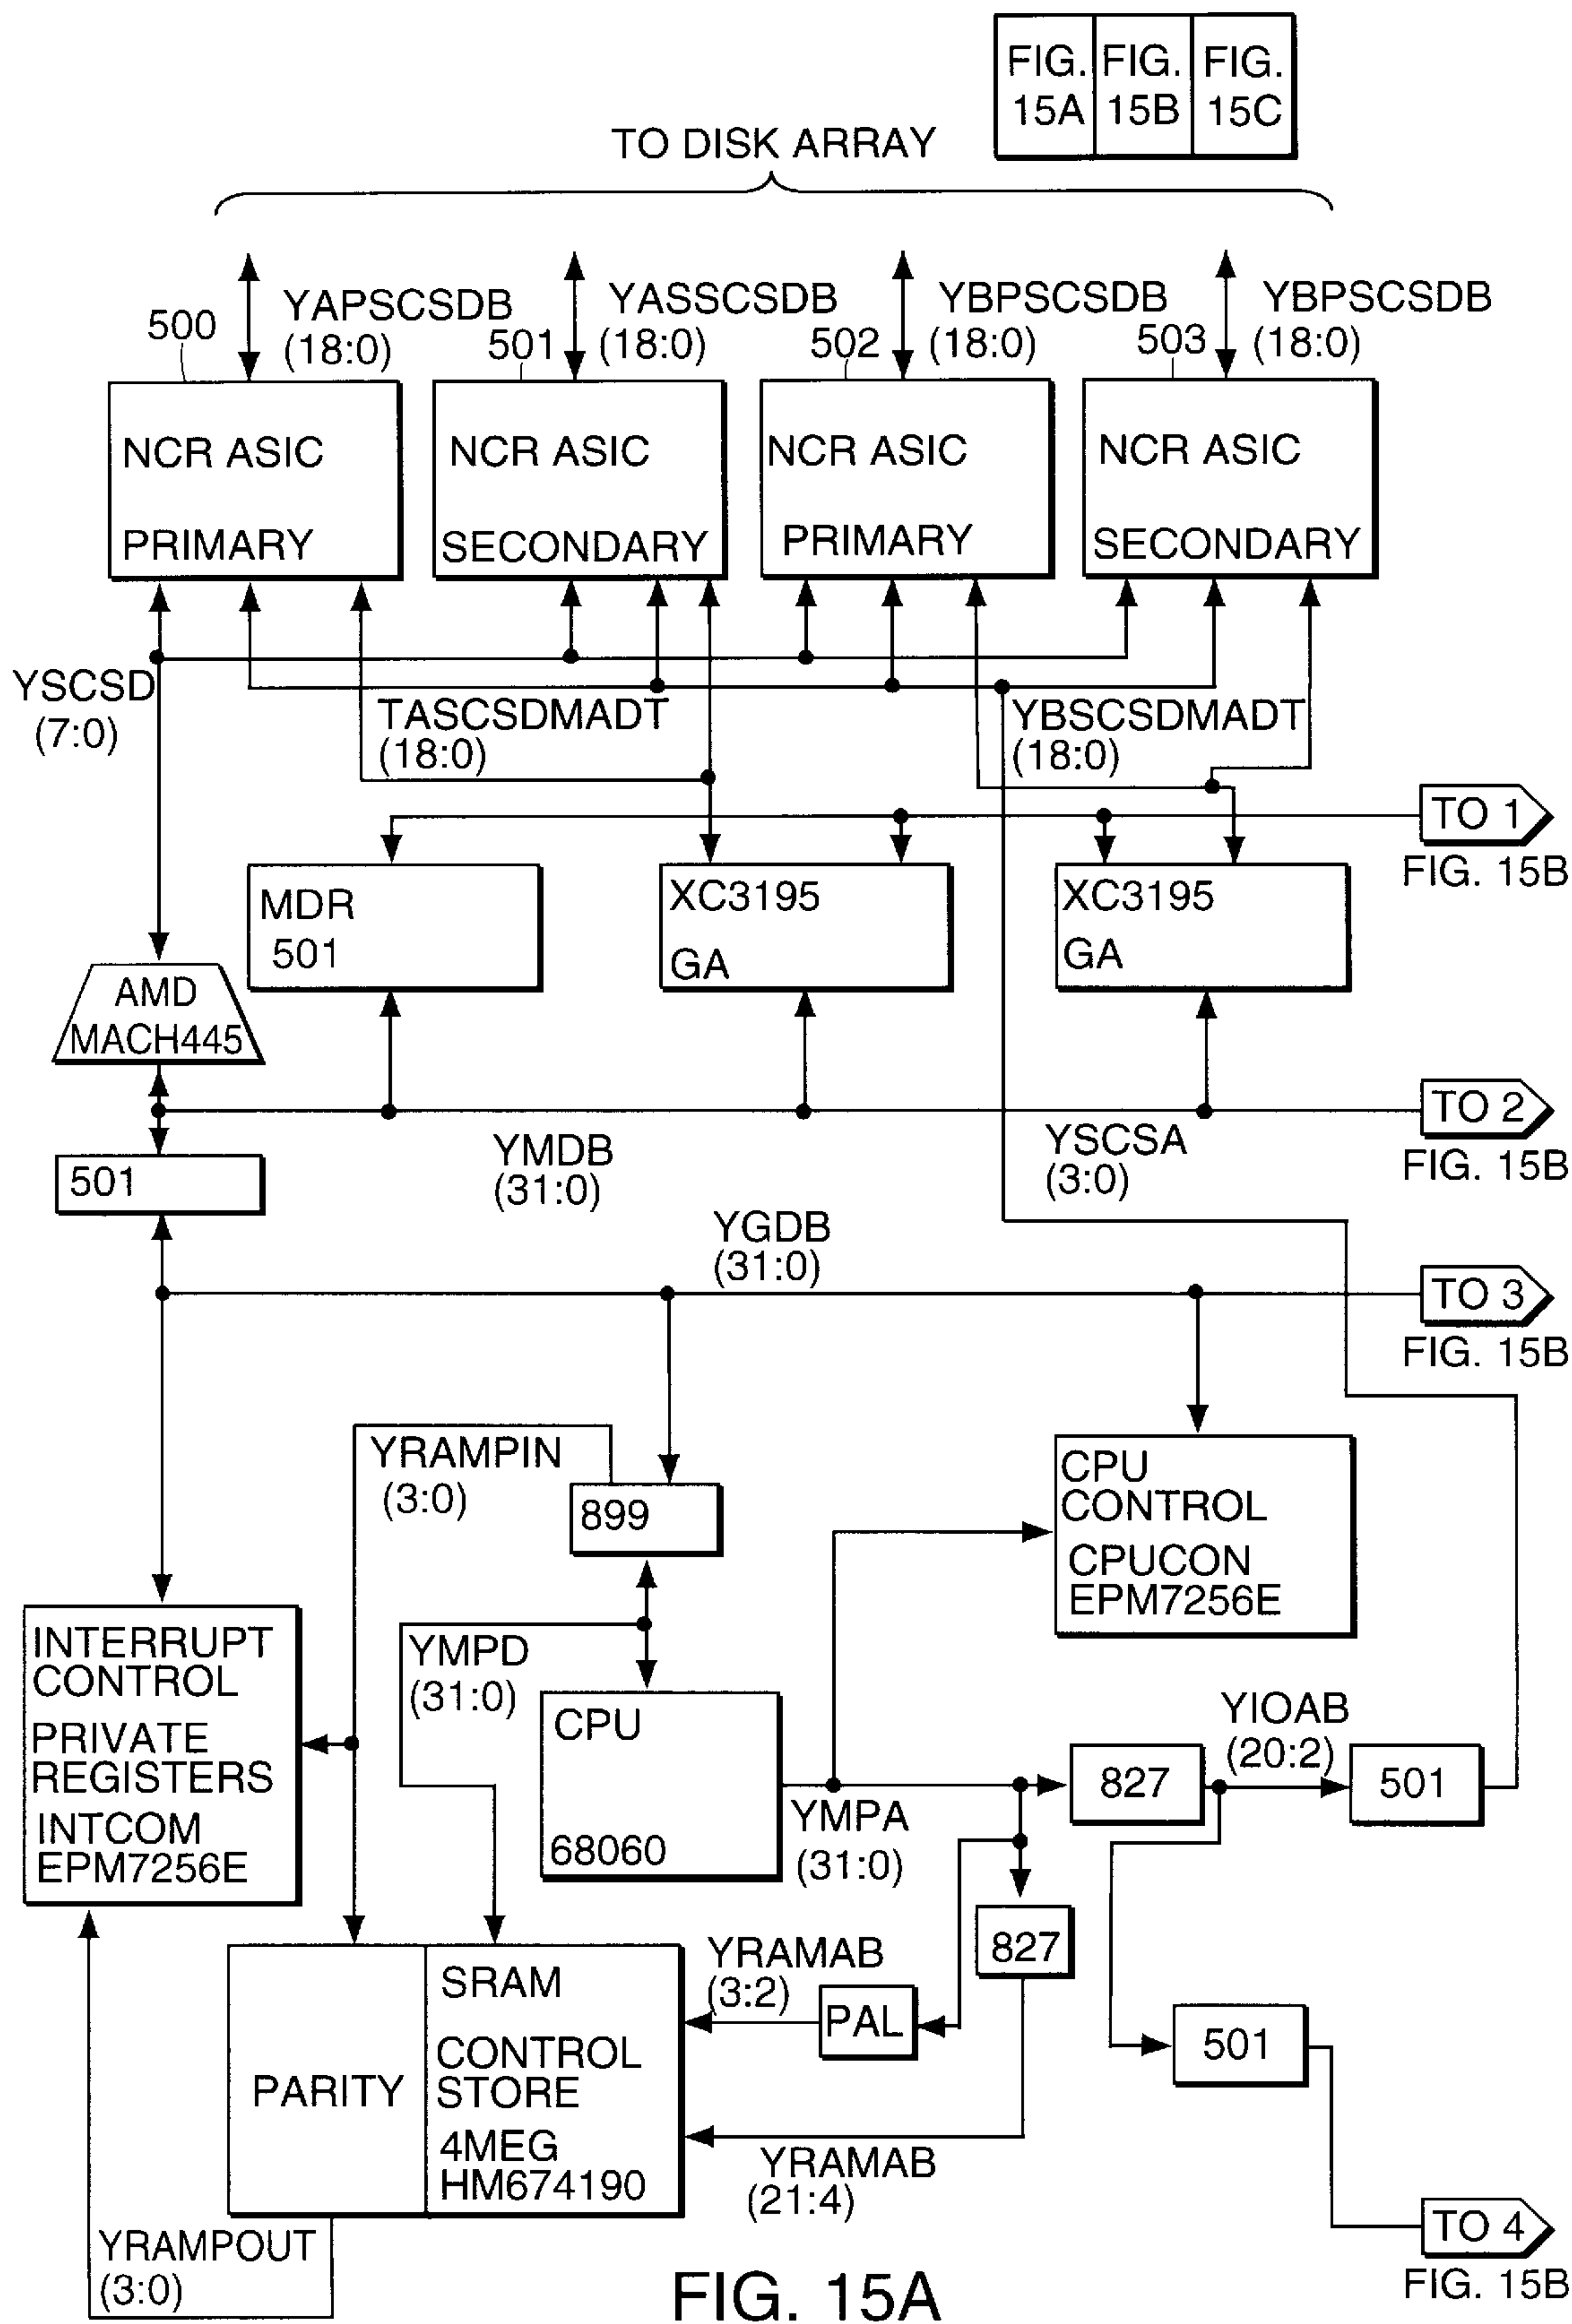 FIG. FIG. FIG.
15A 15B 15C
TO DISK ARRAY
500
YAPSCSDB
(18:0)
501
YASSCSDB
(18:0)
502
YBPSCSDB
(18:0)
503
YBPSCSDB
(18:0)
NCR ASIC
PRIMARY
NCR ASIC
SECONDARY
NCR ASIC
PRIMARY
NCR ASIC
SECONDARY
YSCSD
(7:0)
TASCSDMADT
(18:0)
YBSCSDMADT
(18:0)
TO 1
FIG. 15B
MDR
501
XC3195
GA
XC3195
GA
AMD
MACH445
TO 2
FIG. 15B
YMDB
(31:0)
YSCSA
(3:0)
501
YGDB
(31:0)
TO 3
FIG. 15B
YRAMPIN
(3:0)
899
CPU
CONTROL
CPUCON
EPM7256E
INTERRUPT
CONTROL
PRIVATE
REGISTERS
INTCOM
EPM7256E
YMPD
(31:0)
CPU
68060
YMPA
(31:0)
827
YIOAB
(20:2)
501
827
YRAMAB
(3:2)
PAL
501
PARITY
SRAM
CONTROL
STORE
4MEG
HM674190
YRAMAB
(21:4)
YRAMPOUT
(3:0)
TO 4
FIG. 15B
FIG. 15A